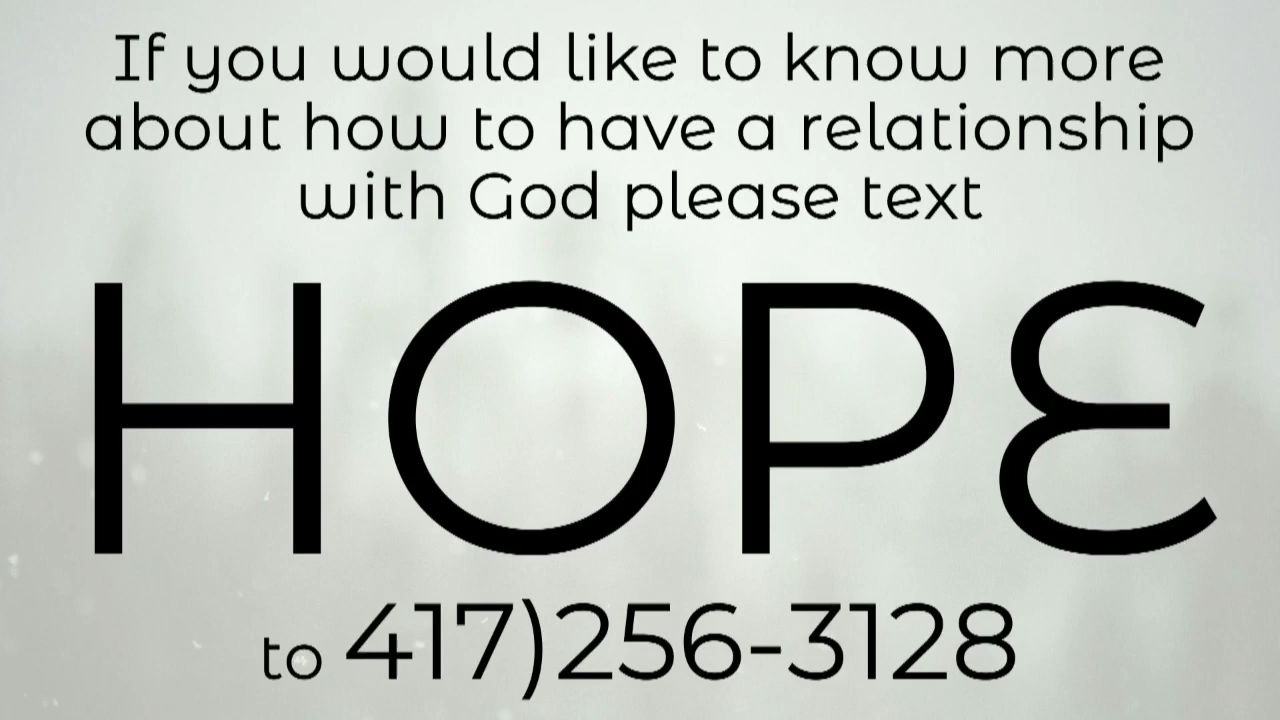 If you would like to know more
about how to have a relationship
with God please text
HOPE
to 417)256-3128